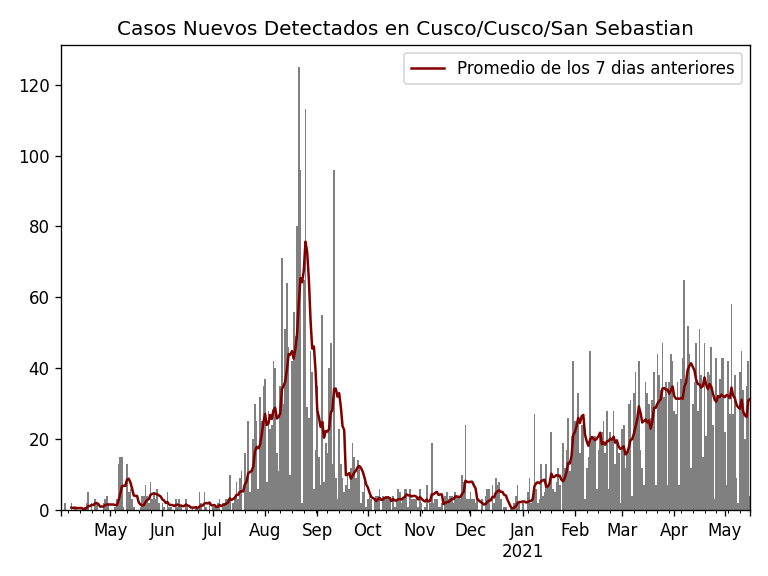 Casos Nuevos Detectados en Cusco/Cusco/San Sebastian
Promedio de los 7 dias anteriores
120
100
80
60
40
20
0
May Jun Jul Aug Sep Oct Nov Dec Jan Feb Mar Apr May
2021